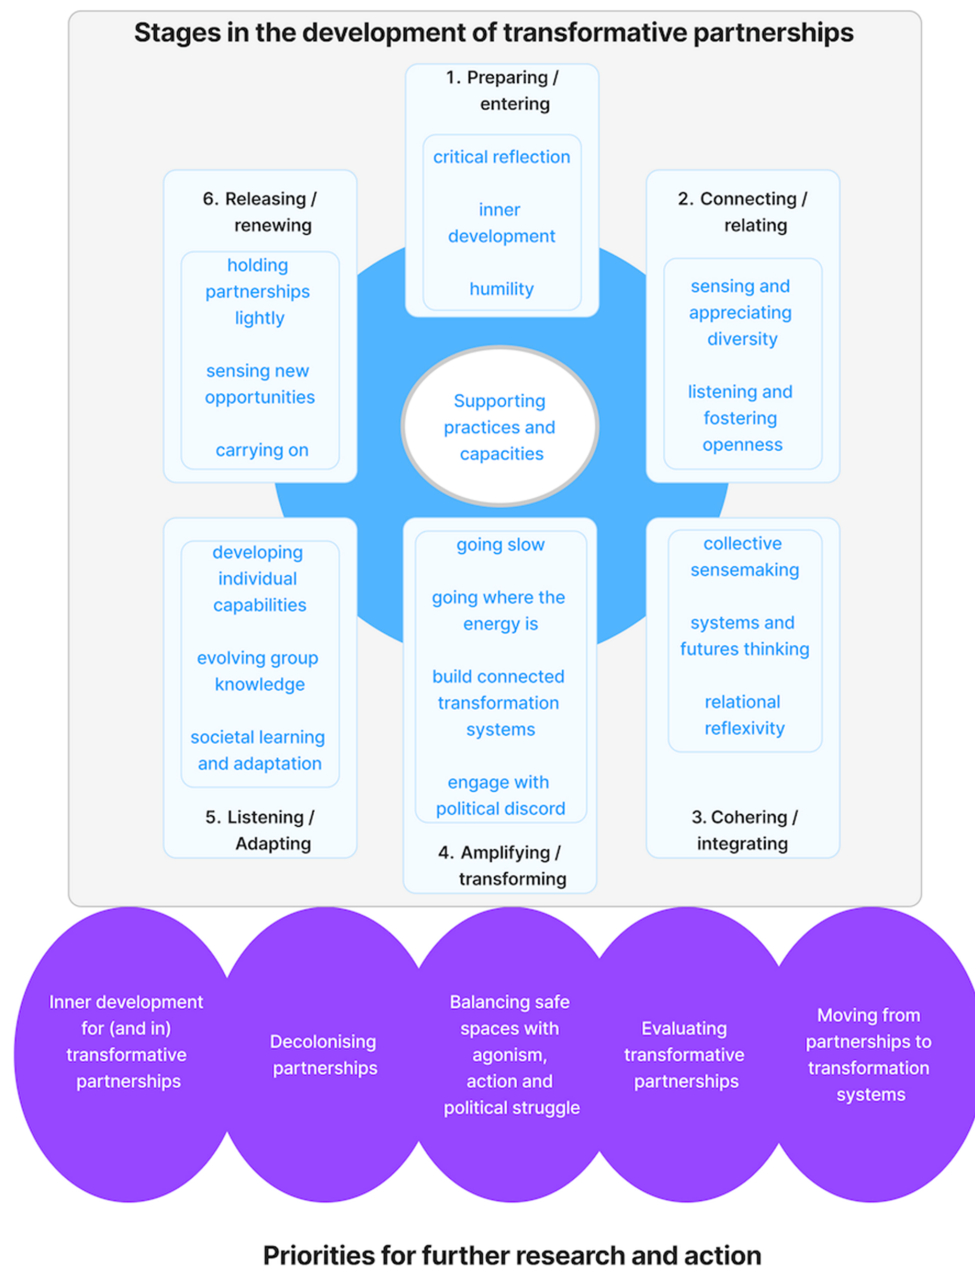 Stages in the development of transformative partnerships
1. Preparing /
entering
critical reflection
inner
development
humility
2. Connecting /
relating
sensing and
appreciating
diversity
listening and
fostering
openness
collective
sensemaking
systems and
futures thinking
relational
reflexivity
3. Cohering /
integrating
going slow
going where the
energy is
build connected
transformation
systems
engage with
political discord
4. Amplifying /
transforming
developing
individual
capabilities
evolving group
knowledge
societal learning
and adaptation
5. Listening /
Adapting
6. Releasing /
renewing
holding
partnerships
lightly
sensing new
opportunities
carrying on
Supporting
practices and
capacities
Inner development
for (and in)
transformative
partnerships
Decolonising
partnerships
Balancing safe
spaces with
agonism,
action and
political struggle
Evaluating
transformative
partnerships
Moving from
partnerships to
transformation
systems
Priorities for further research and action